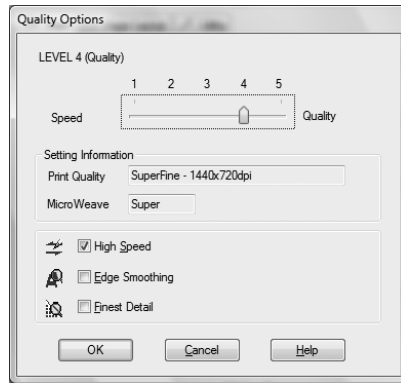 Quality Options
LEVEL 4 (Quality)
1 2 3 4 5
Speed Quality
Setting Information
Print Quality SuperFine - 1440x720dpi
MicroWeave Super
High Speed
Edge Smoothing
Finest Detail
OK Cancel Help